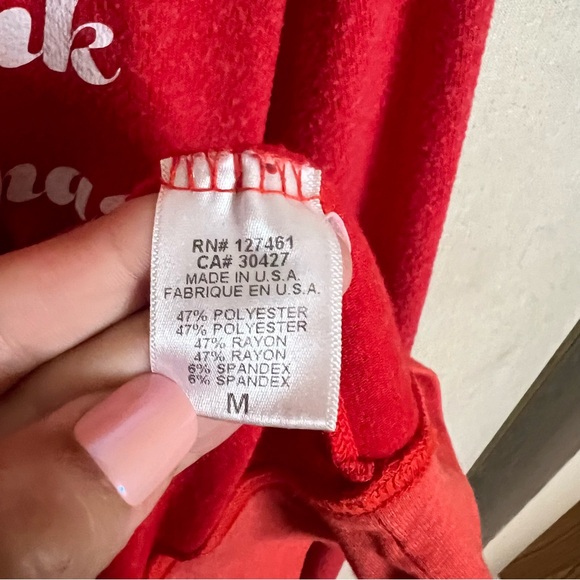 nk
RN# 127461
CA# 30427
MADE IN U.S.A.
FABRIQUE EN U.S.A.
47% POLYESTER
47% POLYESTER
47% RAYON
47% RAYON
6% SPANDEX
6% SPANDEX
M